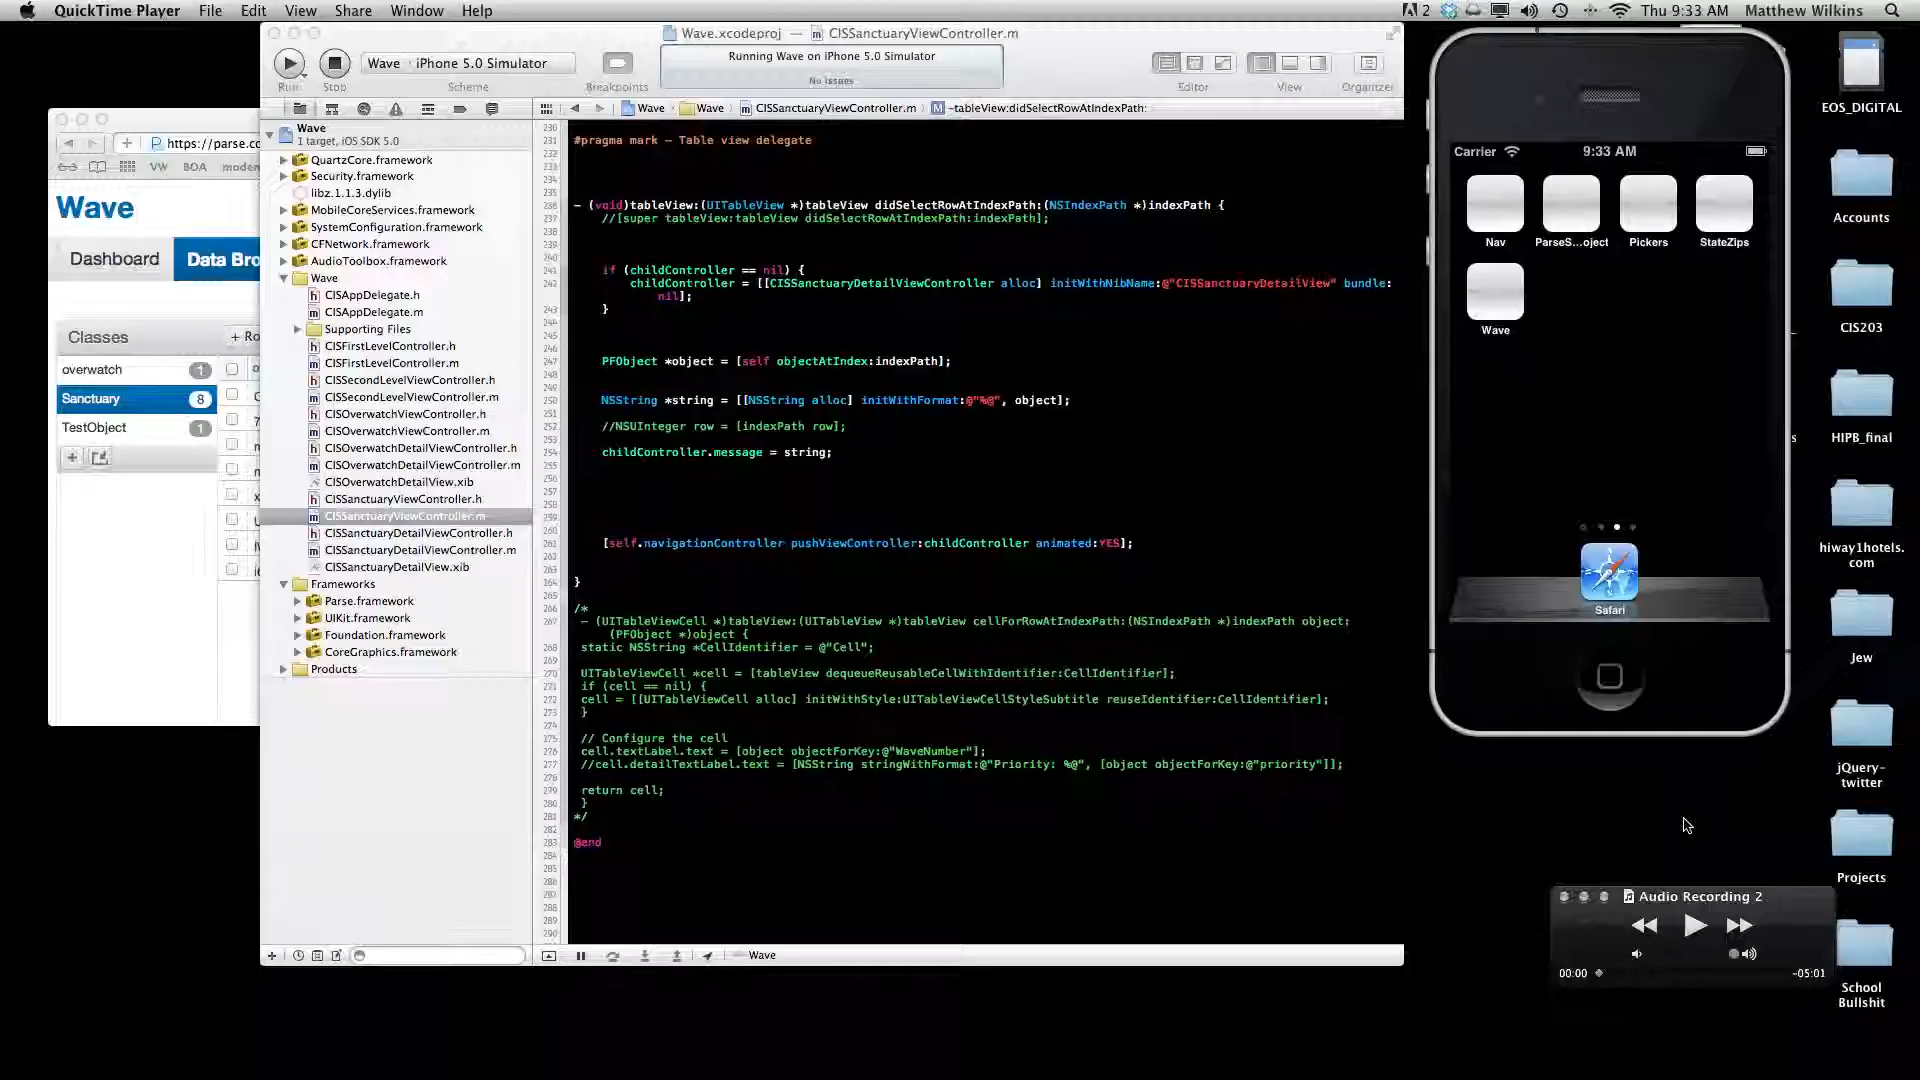 QuickTime Player File Edit View Share Window Help
2 Thu 9:33 AM Matthew Wilkins
Wave.xcodeproj — CISSanctuaryViewController.m
Wave iPhone 5.0 Simulator
Running Wave on iPhone 5.0 Simulator
No Issues
Run Stop Scheme Breakpoints Editor View Organizer
Wave Wave CISSanctuaryViewController.m -tableView:didSelectRowAtIndexPath:
https://parse.co
VW BOA
Wave
Dashboard Data Bro
Classes
+ Ro
overwatch 1
Sanctuary 8
TestObject 1
Wave
1 target, iOS SDK 5.0
QuartzCore.framework
Security.framework
libz.1.1.3.dylib
MobileCoreServices.framework
SystemConfiguration.framework
CFNetwork.framework
AudioToolbox.framework
Wave
CISAppDelegate.h
CISAppDelegate.m
Supporting Files
CISFirstLevelController.h
CISFirstLevelController.m
CISSecondLevelViewController.h
CISSecondLevelViewController.m
CISOverwatchViewController.h
CISOverwatchViewController.m
CISOverwatchDetailViewController.h
CISOverwatchDetailViewController.m
CISOverwatchDetailView.xib
CISSanctuaryViewController.h
CISSanctuaryViewController.m
CISSanctuaryDetailViewController.h
CISSanctuaryDetailViewController.m
CISSanctuaryDetailView.xib
Frameworks
Parse.framework
UIKit.framework
Foundation.framework
CoreGraphics.framework
Products
#pragma mark - Table view delegate
- (void)tableView:(UITableView *)tableView didSelectRowAtIndexPath:(NSIndexPath *)indexPath {
//[super tableView:tableView didSelectRowAtIndexPath:indexPath];
if (childController == nil) {
childController = [[CISSanctuaryDetailViewController alloc] initWithNibName:@"CISSanctuaryDetailView" bundle:
nil];
}
PFObject *object = [self objectAtIndex:indexPath];
NSString *string = [[NSString alloc] initWithFormat:@"%@", object];
//NSUInteger row = [indexPath row];
childController.message = string;
[self.navigationController pushViewController:childController animated:YES];
}
/*
- (UITableViewCell *)tableView:(UITableView *)tableView cellForRowAtIndexPath:(NSIndexPath *)indexPath object:
(PFObject *)object {
static NSString *CellIdentifier = @"Cell";
UITableViewCell *cell = [tableView dequeueReusableCellWithIdentifier:CellIdentifier];
if (cell == nil) {
cell = [[UITableViewCell alloc] initWithStyle:UITableViewCellStyleSubtitle reuseIdentifier:CellIdentifier];
}
// Configure the cell
cell.textLabel.text = [object objectForKey:@"WaveNumber"];
//cell.detailTextLabel.text = [NSString stringWithFormat:@"Priority: %@", [object objectForKey:@"priority"]];
return cell;
}
*/
@end
Wave
Carrier 9:33 AM
Nav ParseS...oject Pickers StateZips
Wave
Safari
EOS_DIGITAL
Accounts
CIS203
HIPB_final
hiway1hotels.
com
Jew
jQuery-
twitter
Projects
School
Bullshit
Audio Recording 2
00:00 -05:01